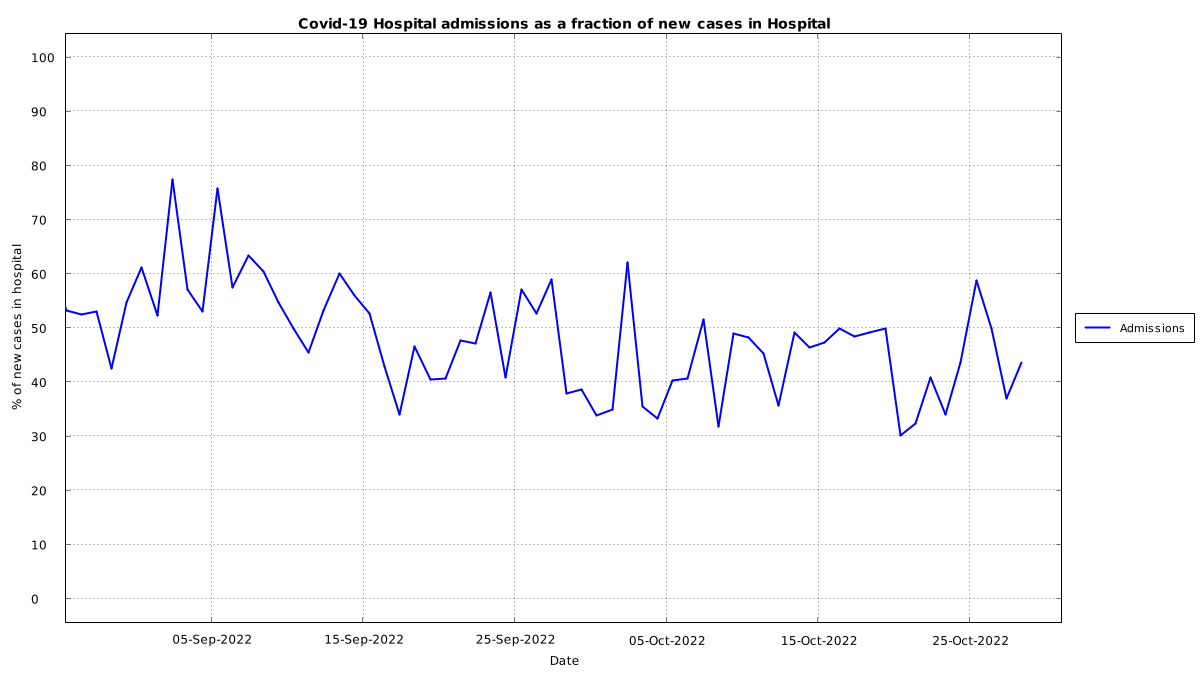 Covid-19 Hospital admissions as a fraction of new cases in Hospital
100
90
80
70
60
50
40
30
20
10
0
% of new cases in hospital
05-Sep-2022 15-Sep-2022 25-Sep-2022 05-Oct-2022 15-Oct-2022 25-Oct-2022
Date
Admissions